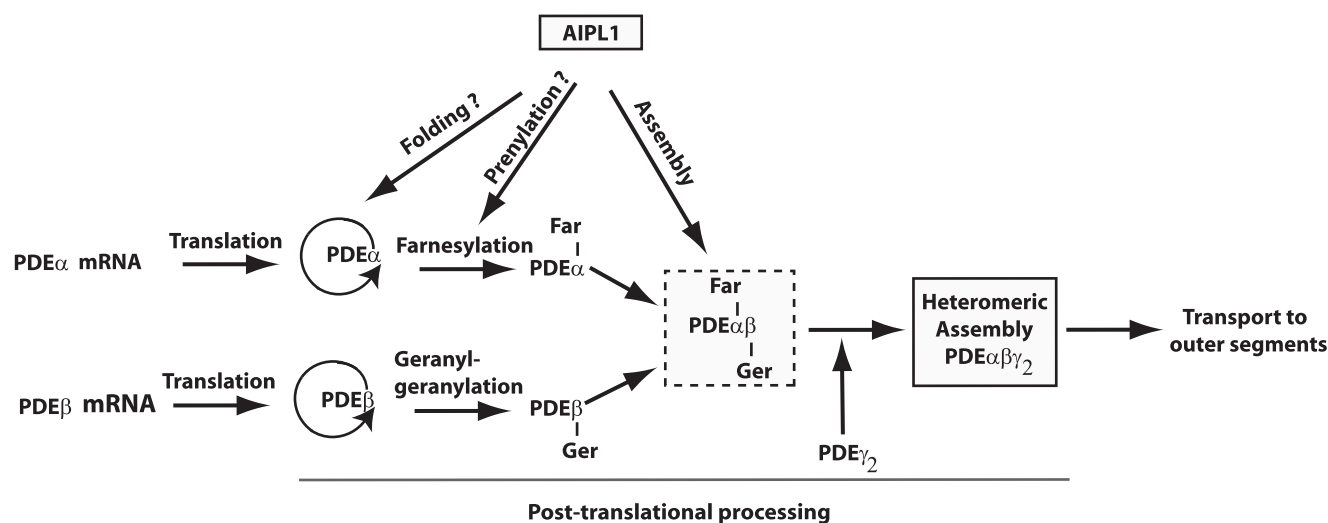 AIPL1
Folding ?
Prenylation ?
Assembly
PDEα mRNA
Translation
PDEα
Farnesylation
Far
PDEα
Far
PDEαβ
Ger
Heteromeric
Assembly
PDEαβγ2
Transport to
outer segments
PDEβ mRNA
Translation
PDEβ
Geranyl-
geranylation
PDEβ
Ger
PDEγ2
Post-translational processing